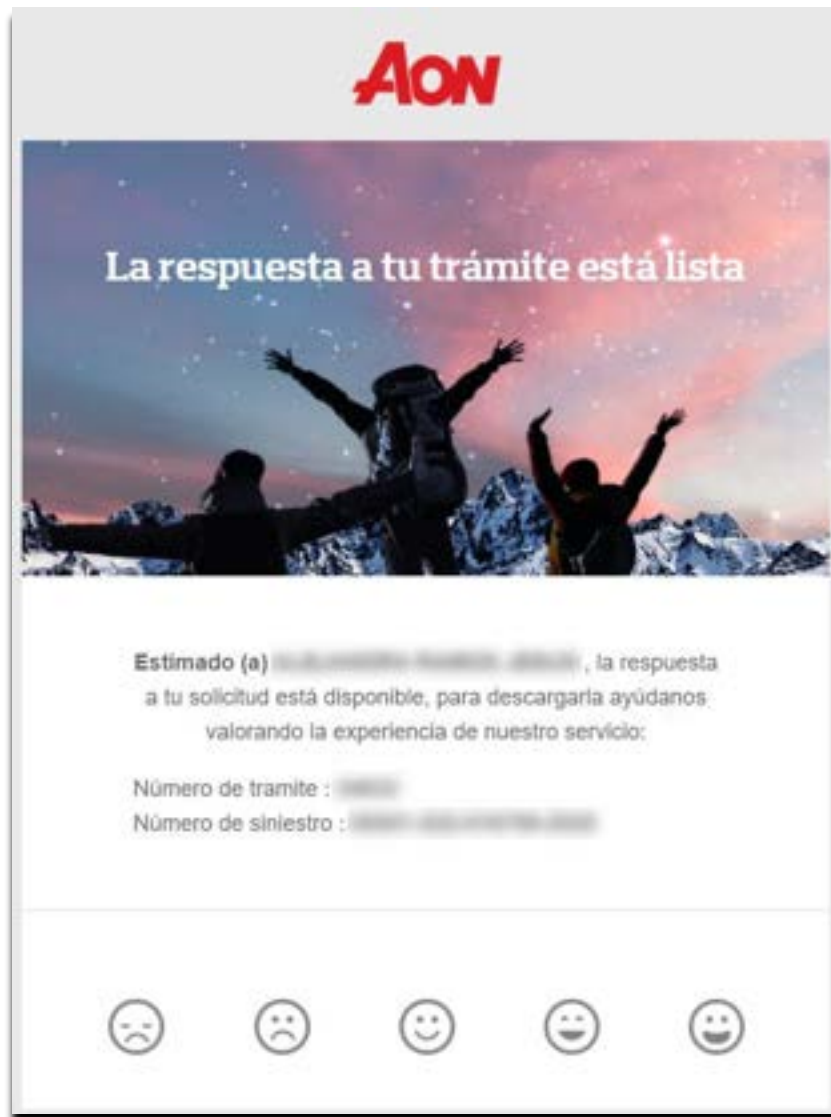 AON
La respuesta a tu trámite está lista
Estimado (a) , la respuesta
a tu solicitud está disponible, para descargarla ayúdanos
valorando la experiencia de nuestro servicio:
Número de tramite :
Número de siniestro :